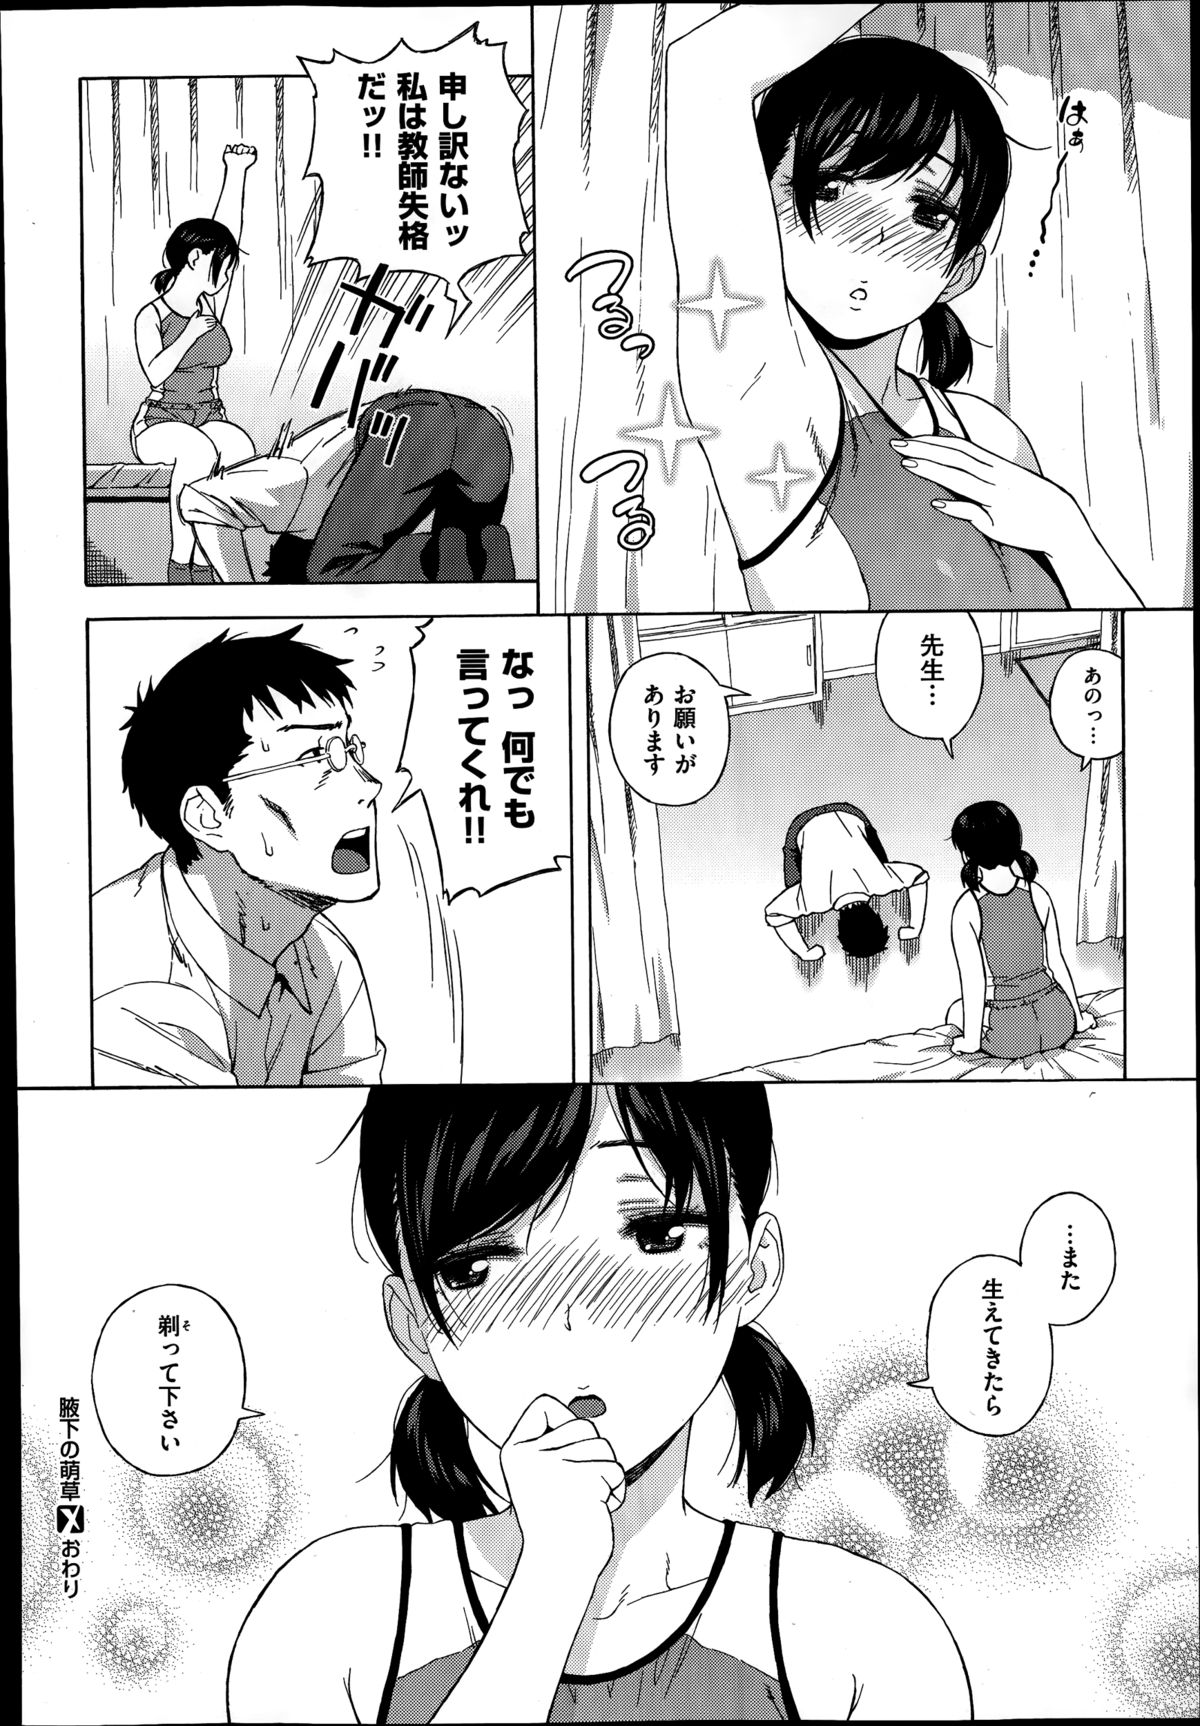 はぁ…
つるっ
つるつる
申し訳ないッ
私は教師失格
だッ!!
ガバッ
あのっ…
先生…
お願いが
あります
なっ 何でも
言ってくれ!!
…また
生えてきたら
剃って下さい
そ
腋下の萌草 X おわり